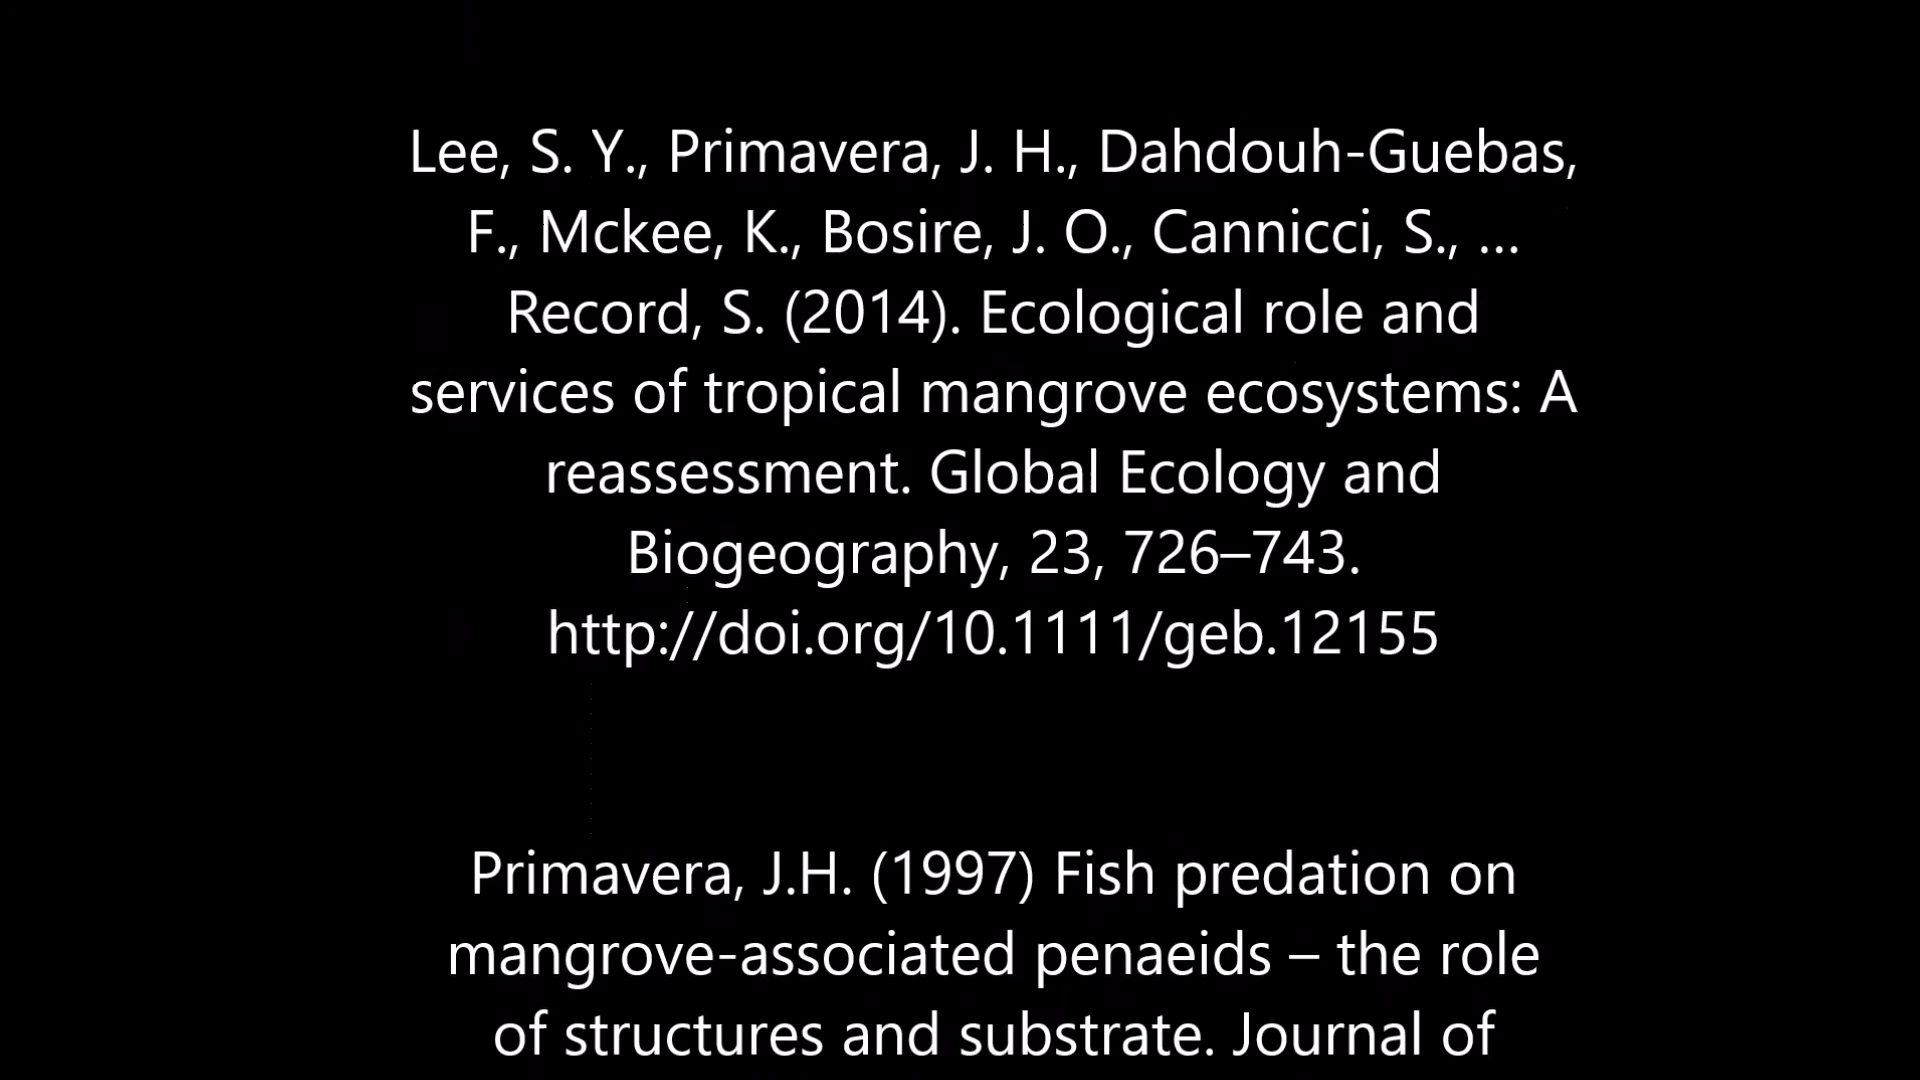 Lee, S. Y., Primavera, J. H., Dahdouh-Guebas,
F., Mckee, K., Bosire, J. O., Cannicci, S., ...
Record, S. (2014). Ecological role and
services of tropical mangrove ecosystems: A
reassessment. Global Ecology and
Biogeography, 23, 726–743.
http://doi.org/10.1111/geb.12155
Primavera, J.H. (1997) Fish predation on
mangrove-associated penaeids – the role
of structures and substrate. Journal of